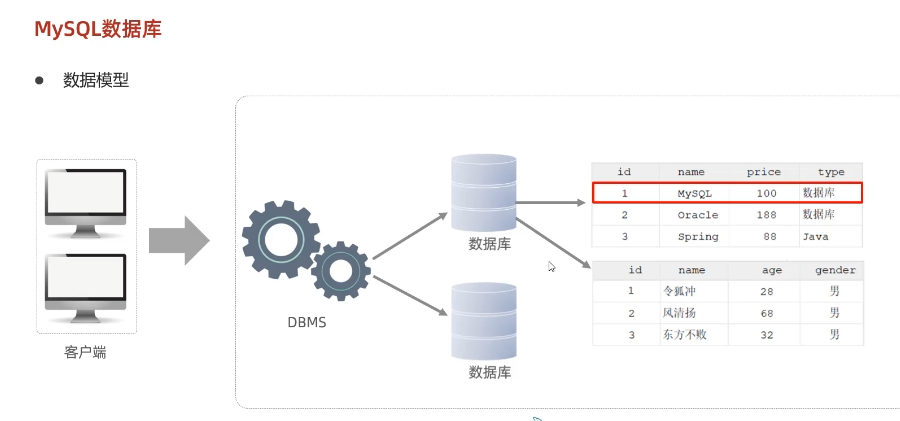 MySQL数据库
● 数据模型
客户端
DBMS
数据库
数据库
id name price type
1 MySQL 100 数据库
2 Oracle 188 数据库
3 Spring 88 Java
id name age gender
1 令狐冲 28 男
2 风清扬 68 男
3 东方不败 32 男